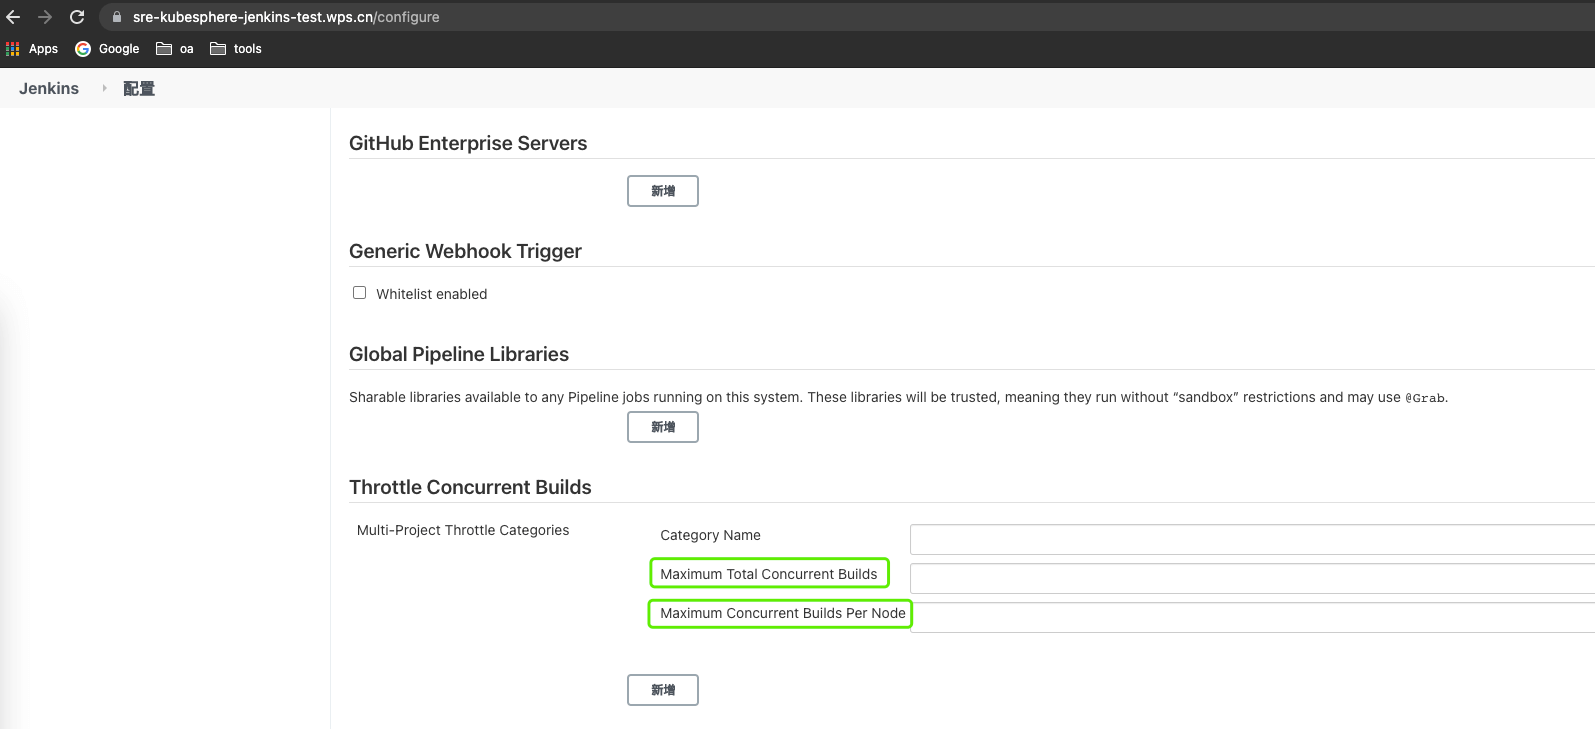 sre-kubesphere-jenkins-test.wps.cn/configure
Apps Google oa tools
Jenkins 配置
GitHub Enterprise Servers
新增
Generic Webhook Trigger
Whitelist enabled
Global Pipeline Libraries
Sharable libraries available to any Pipeline jobs running on this system. These libraries will be trusted, meaning they run without “sandbox” restrictions and may use @Grab.
新增
Throttle Concurrent Builds
Multi-Project Throttle Categories
Category Name
Maximum Total Concurrent Builds
Maximum Concurrent Builds Per Node
新增